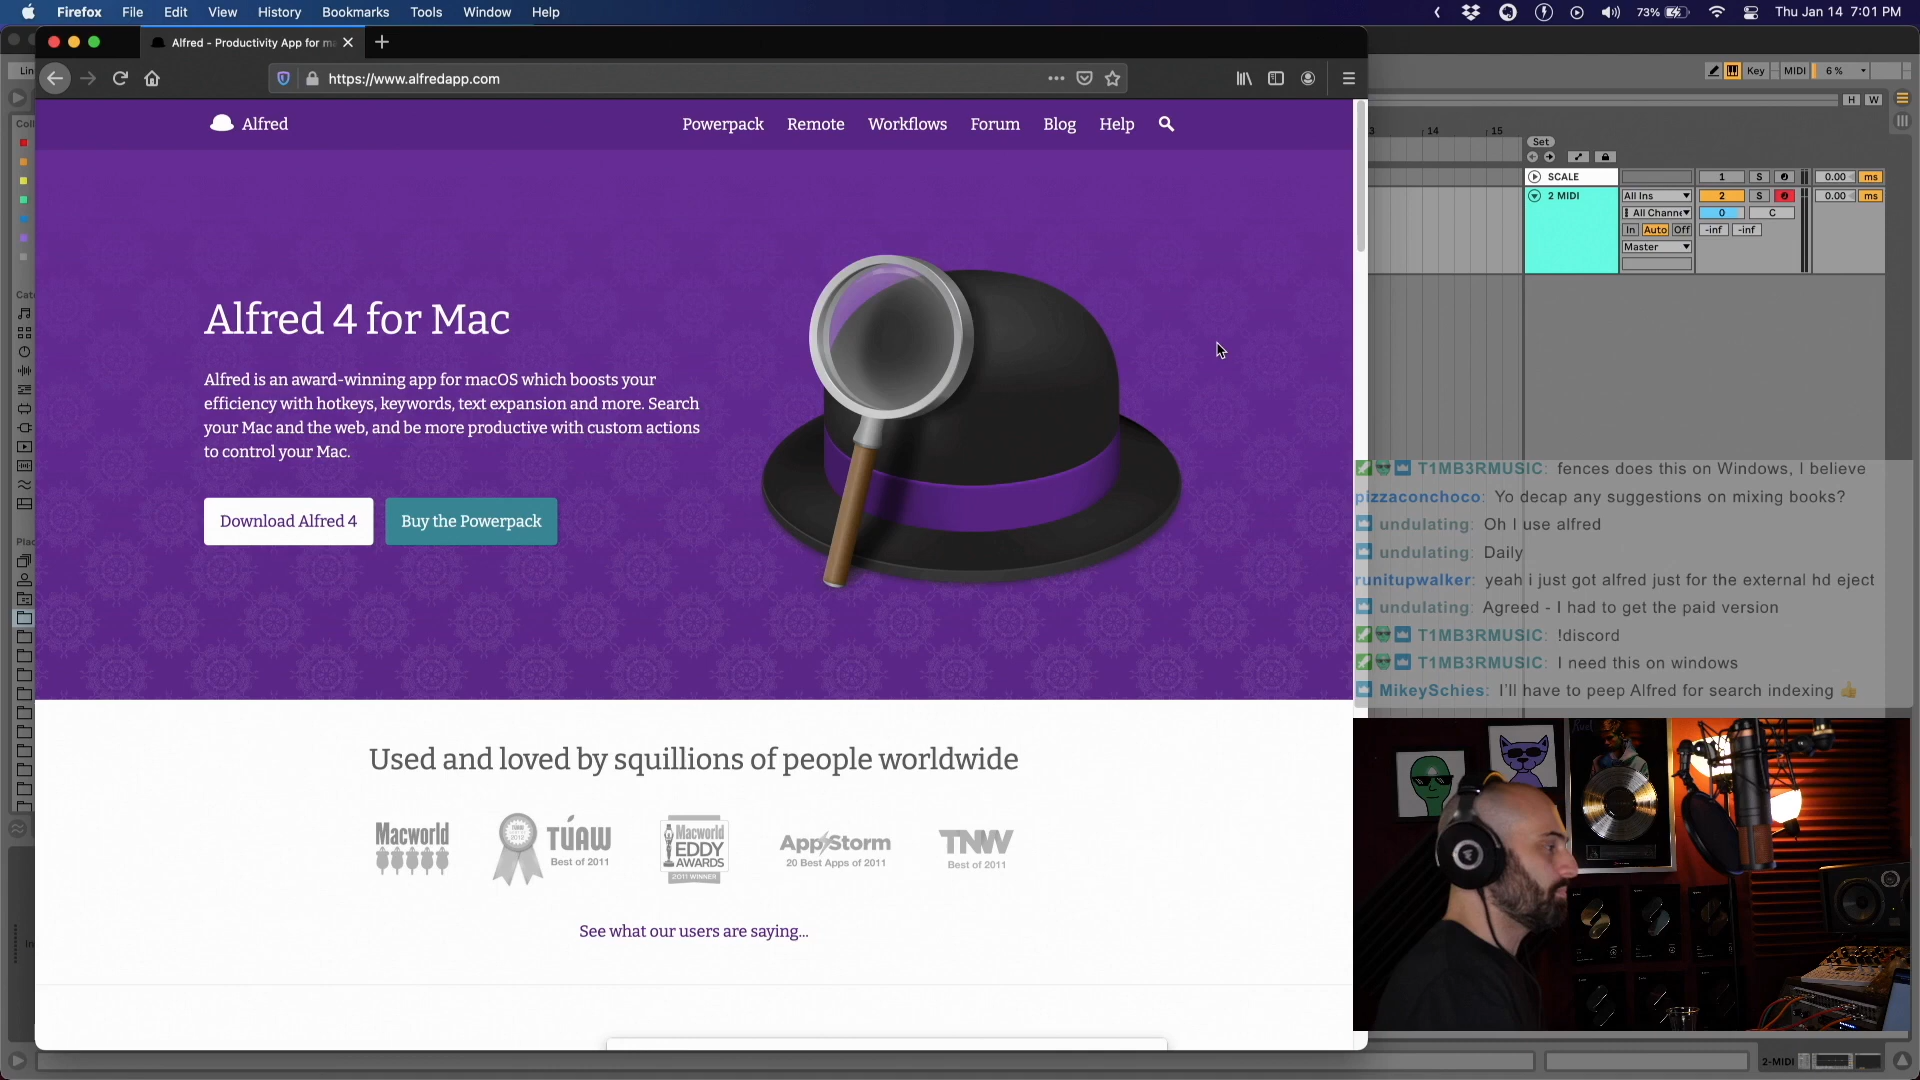 Firefox File Edit View History Bookmarks Tools Window Help
73% Thu Jan 14 7:01 PM
Alfred - Productivity App for m
https://www.alfredapp.com
Key MIDI 6 %
H W
Alfred
Powerpack Remote Workflows Forum Blog Help
14 15
Set
SCALE 1 S 0.00 ms
2 MIDI All Ins 2 S 0.00 ms
All Channe 0 C
In Auto Off -inf -inf
Master
Alfred 4 for Mac
Alfred is an award-winning app for macOS which boosts your
efficiency with hotkeys, keywords, text expansion and more. Search
your Mac and the web, and be more productive with custom actions
to control your Mac.
Download Alfred 4 Buy the Powerpack
T1MB3RMUSIC: fences does this on Windows, I believe
pizzaconchoco: Yo decap any suggestions on mixing books?
undulating: Oh I use alfred
undulating: Daily
runitupwalker: yeah i just got alfred just for the external hd eject
undulating: Agreed - I had to get the paid version
T1MB3RMUSIC: !discord
T1MB3RMUSIC: I need this on windows
MikeySchies: I'll have to peep Alfred for search indexing 👍
Used and loved by squillions of people worldwide
Macworld
TUAW
Best of 2011
Macworld
EDDY
AWARDS
2011 WINNER
AppStorm
20 Best Apps of 2011
TNW
Best of 2011
See what our users are saying...
2-MIDI